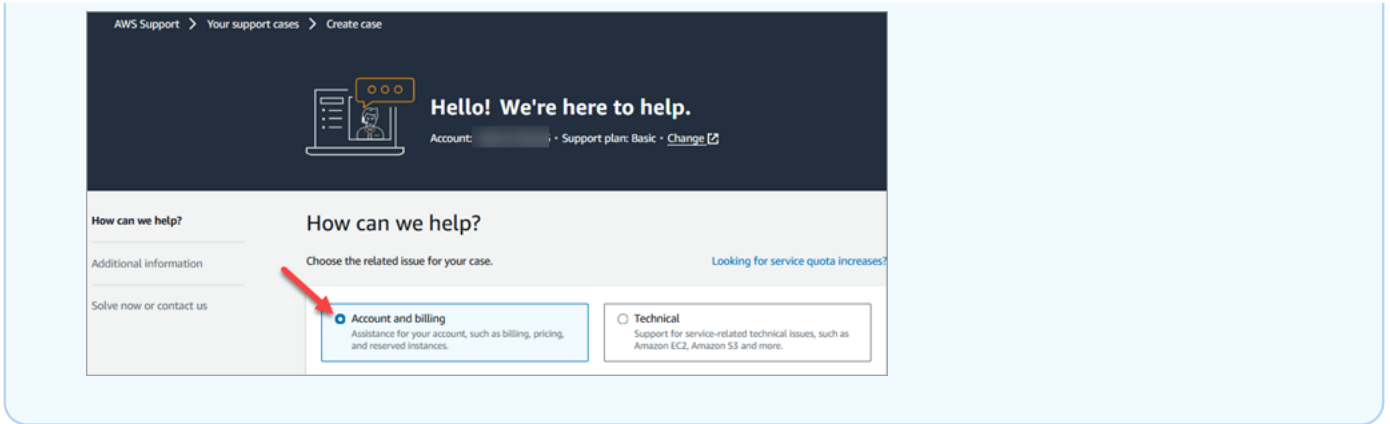 AWS Support > Your support cases > Create case
Hello! We're here to help.
Account: • Support plan: Basic • Change
How can we help?
Additional information
Solve now or contact us
How can we help?
Choose the related issue for your case.
Looking for service quota increases?
Account and billing
Assistance for your account, such as billing, pricing,
and reserved instances.
Technical
Support for service-related technical issues, such as
Amazon EC2, Amazon S3 and more.